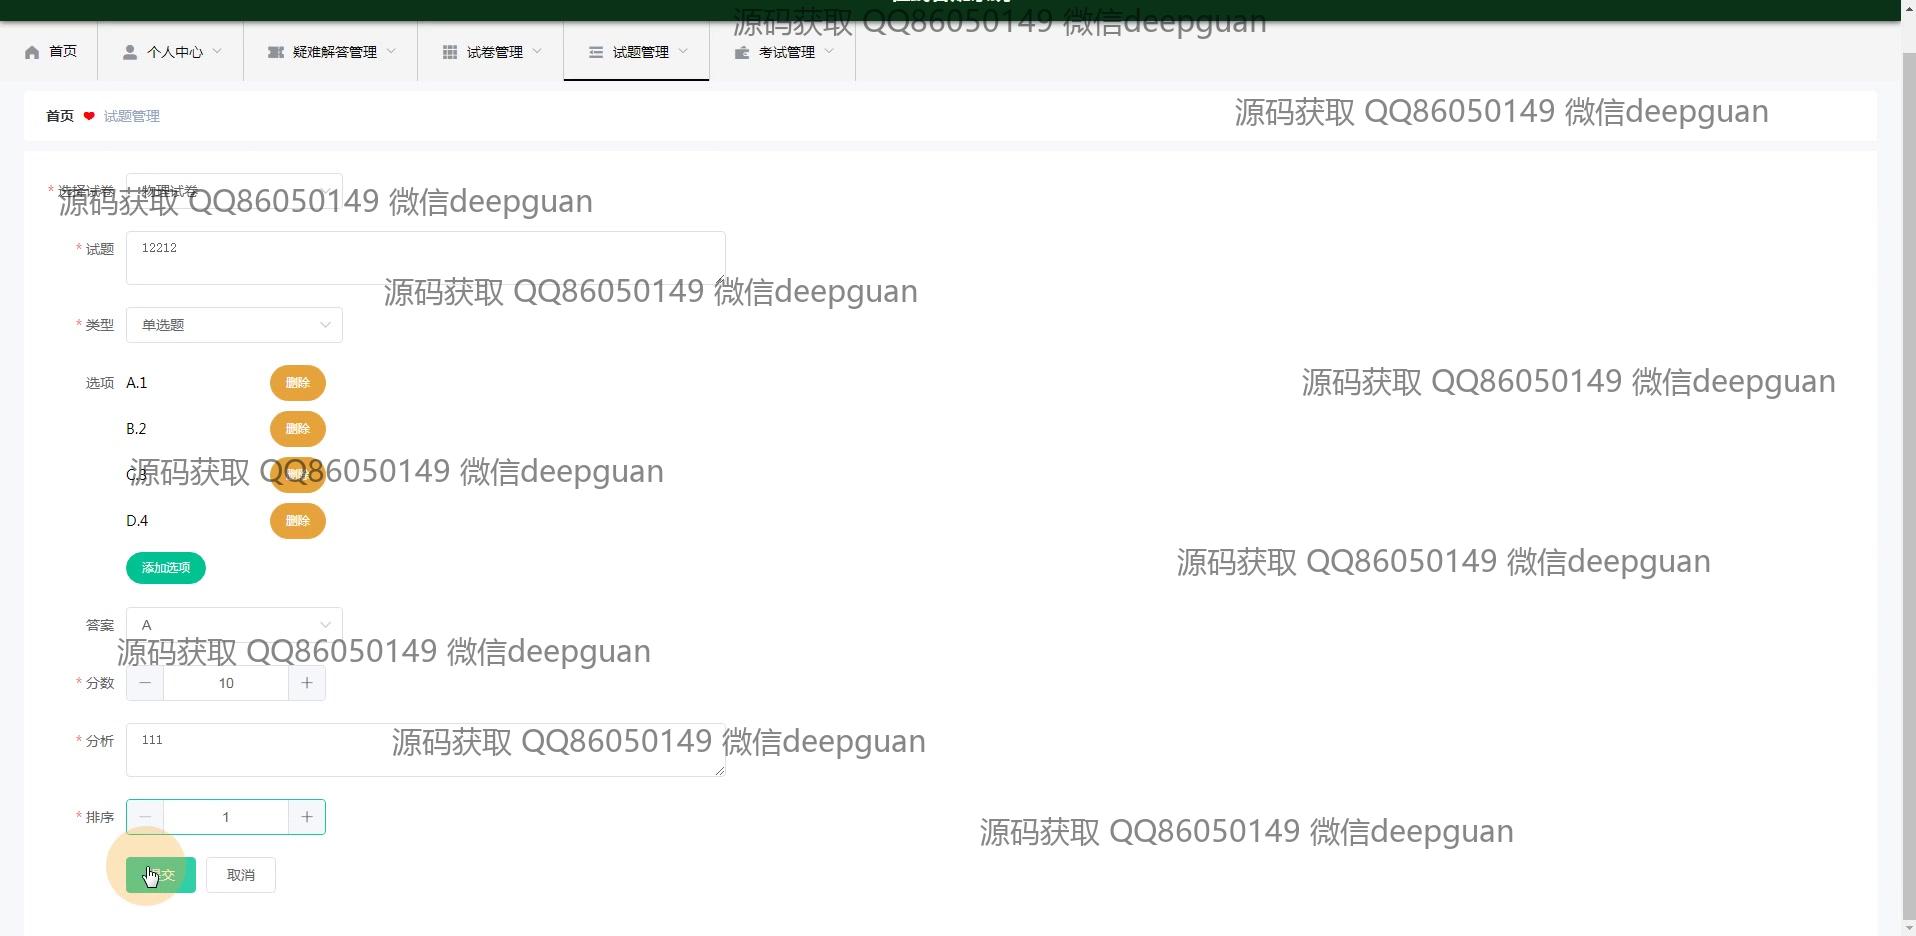 源码获取 QQ86050149 微信deepguan
首页 个人中心 疑难解答管理 试卷管理 试题管理 考试管理
首页 试题管理
源码获取 QQ86050149 微信deepguan
* 选择试卷 物理试卷
源码获取 QQ86050149 微信deepguan
* 试题 12212
源码获取 QQ86050149 微信deepguan
* 类型 单选题
选项 A.1 删除
源码获取 QQ86050149 微信deepguan
B.2 删除
C.3 删除
源码获取 QQ86050149 微信deepguan
D.4 删除
添加选项
源码获取 QQ86050149 微信deepguan
答案 A
源码获取 QQ86050149 微信deepguan
* 分数 10
* 分析 111
源码获取 QQ86050149 微信deepguan
* 排序 1
源码获取 QQ86050149 微信deepguan
提交 取消